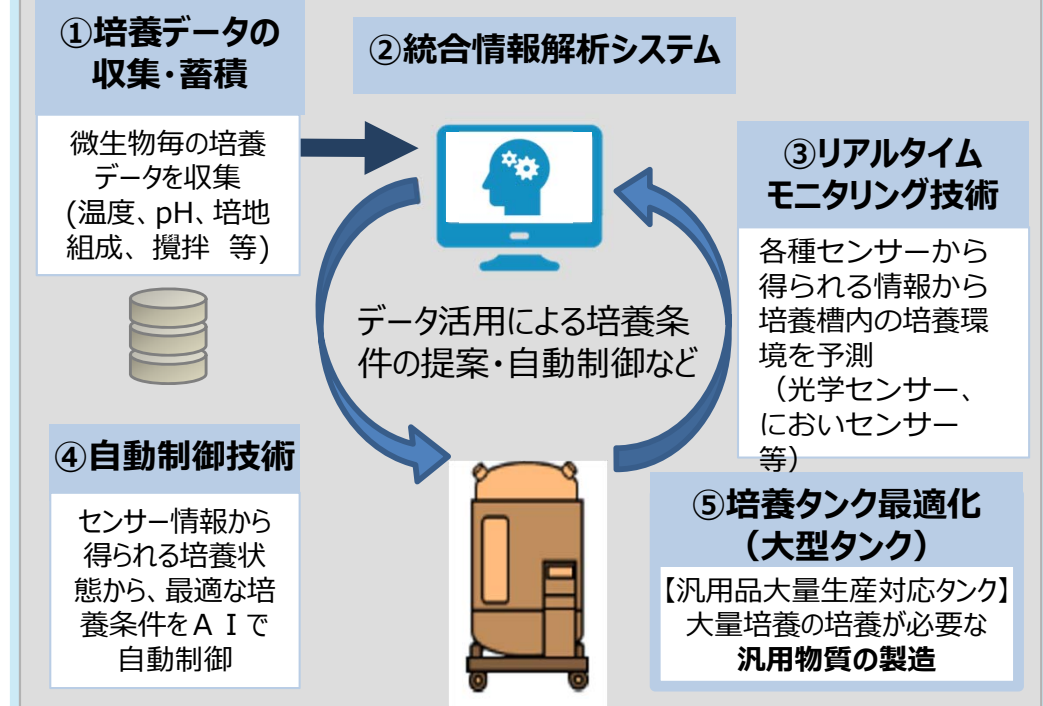 ①培養データの
収集・蓄積
微生物毎の培養
データを収集
(温度、pH、培地
組成、攪拌 等)
②統合情報解析システム
③リアルタイム
モニタリング技術
各種センサーから
得られる情報から
培養槽内の培養環
境を予測
（光学センサー、
においセンサー
等）
データ活用による培養条
件の提案・自動制御など
④自動制御技術
センサー情報から
得られる培養状
態から、最適な培
養条件をＡＩで
自動制御
⑤培養タンク最適化
（大型タンク）
【汎用品大量生産対応タンク】
大量培養の培養が必要な
汎用物質の製造